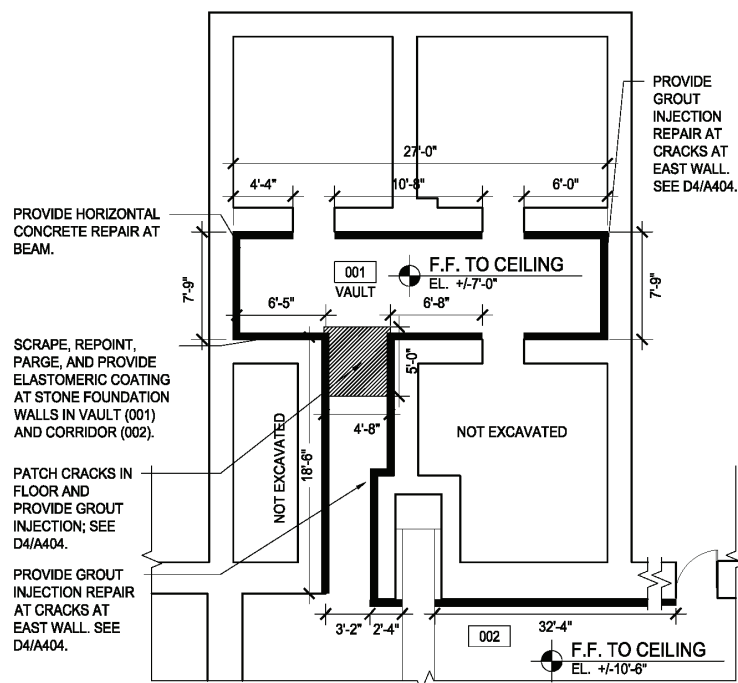 PROVIDE
GROUT
INJECTION
REPAIR AT
CRACKS AT
EAST WALL.
SEE D4/A404.
27'-0"
4'-4"
10'-8"
6'-0"
PROVIDE HORIZONTAL
CONCRETE REPAIR AT
BEAM.
7'-9"
001
VAULT
F.F. TO CEILING
EL. +/-7'-0"
7'-9"
6'-5"
6'-8"
SCRAPE, REPOINT,
PARGE, AND PROVIDE
ELASTOMERIC COATING
AT STONE FOUNDATION
WALLS IN VAULT (001)
AND CORRIDOR (002).
5'-0"
4'-8"
NOT EXCAVATED
18'-6"
NOT EXCAVATED
PATCH CRACKS IN
FLOOR AND
PROVIDE GROUT
INJECTION; SEE
D4/A404.
PROVIDE GROUT
INJECTION REPAIR
AT CRACKS AT
EAST WALL. SEE
D4/A404.
3'-2"
2'-4"
002
32'-4"
F.F. TO CEILING
EL. +/-10'-6"